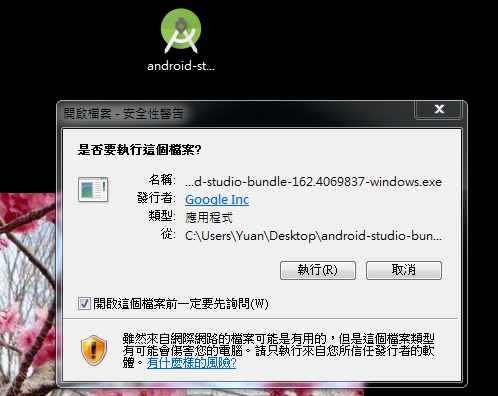 android-st...
開啟檔案 - 安全性警告
是否要執行這個檔案?
名稱: ...d-studio-bundle-162.4069837-windows.exe
發行者: Google Inc
類型: 應用程式
從: C:\Users\Yuan\Desktop\android-studio-bun...
執行(R) 取消
開啟這個檔案前一定要先詢問(W)
雖然來自網際網路的檔案可能是有用的，但是這個檔案類型
有可能會傷害您的電腦。請只執行來自您所信任發行者的軟
體。有什麼樣的風險?